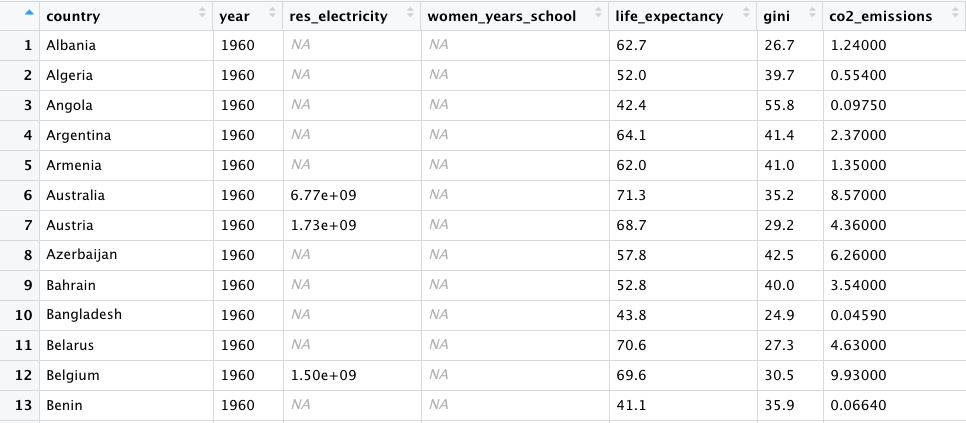 country year res_electricity women_years_school life_expectancy gini co2_emissions
1 Albania 1960 NA NA 62.7 26.7 1.24000
2 Algeria 1960 NA NA 52.0 39.7 0.55400
3 Angola 1960 NA NA 42.4 55.8 0.09750
4 Argentina 1960 NA NA 64.1 41.4 2.37000
5 Armenia 1960 NA NA 62.0 41.0 1.35000
6 Australia 1960 6.77e+09 NA 71.3 35.2 8.57000
7 Austria 1960 1.73e+09 NA 68.7 29.2 4.36000
8 Azerbaijan 1960 NA NA 57.8 42.5 6.26000
9 Bahrain 1960 NA NA 52.8 40.0 3.54000
10 Bangladesh 1960 NA NA 43.8 24.9 0.04590
11 Belarus 1960 NA NA 70.6 27.3 4.63000
12 Belgium 1960 1.50e+09 NA 69.6 30.5 9.93000
13 Benin 1960 NA NA 41.1 35.9 0.06640